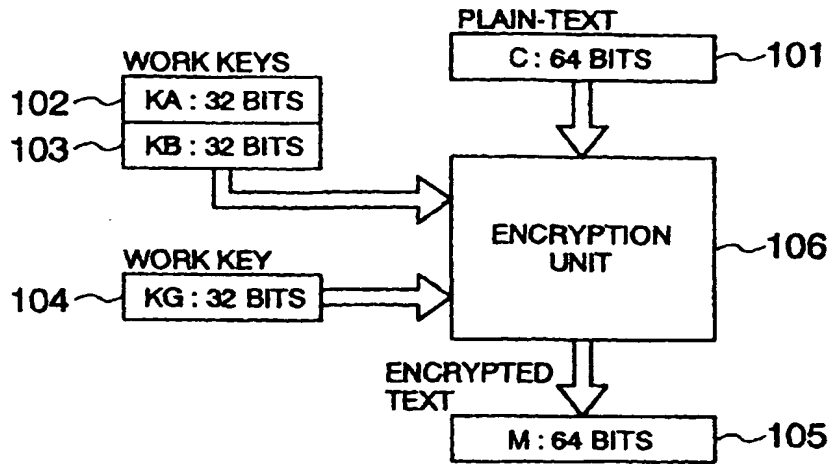 PLAIN-TEXT
C : 64 BITS
101
WORK KEYS
102
KA : 32 BITS
103
KB : 32 BITS
ENCRYPTION
UNIT
106
WORK KEY
104
KG : 32 BITS
ENCRYPTED
TEXT
M : 64 BITS
105